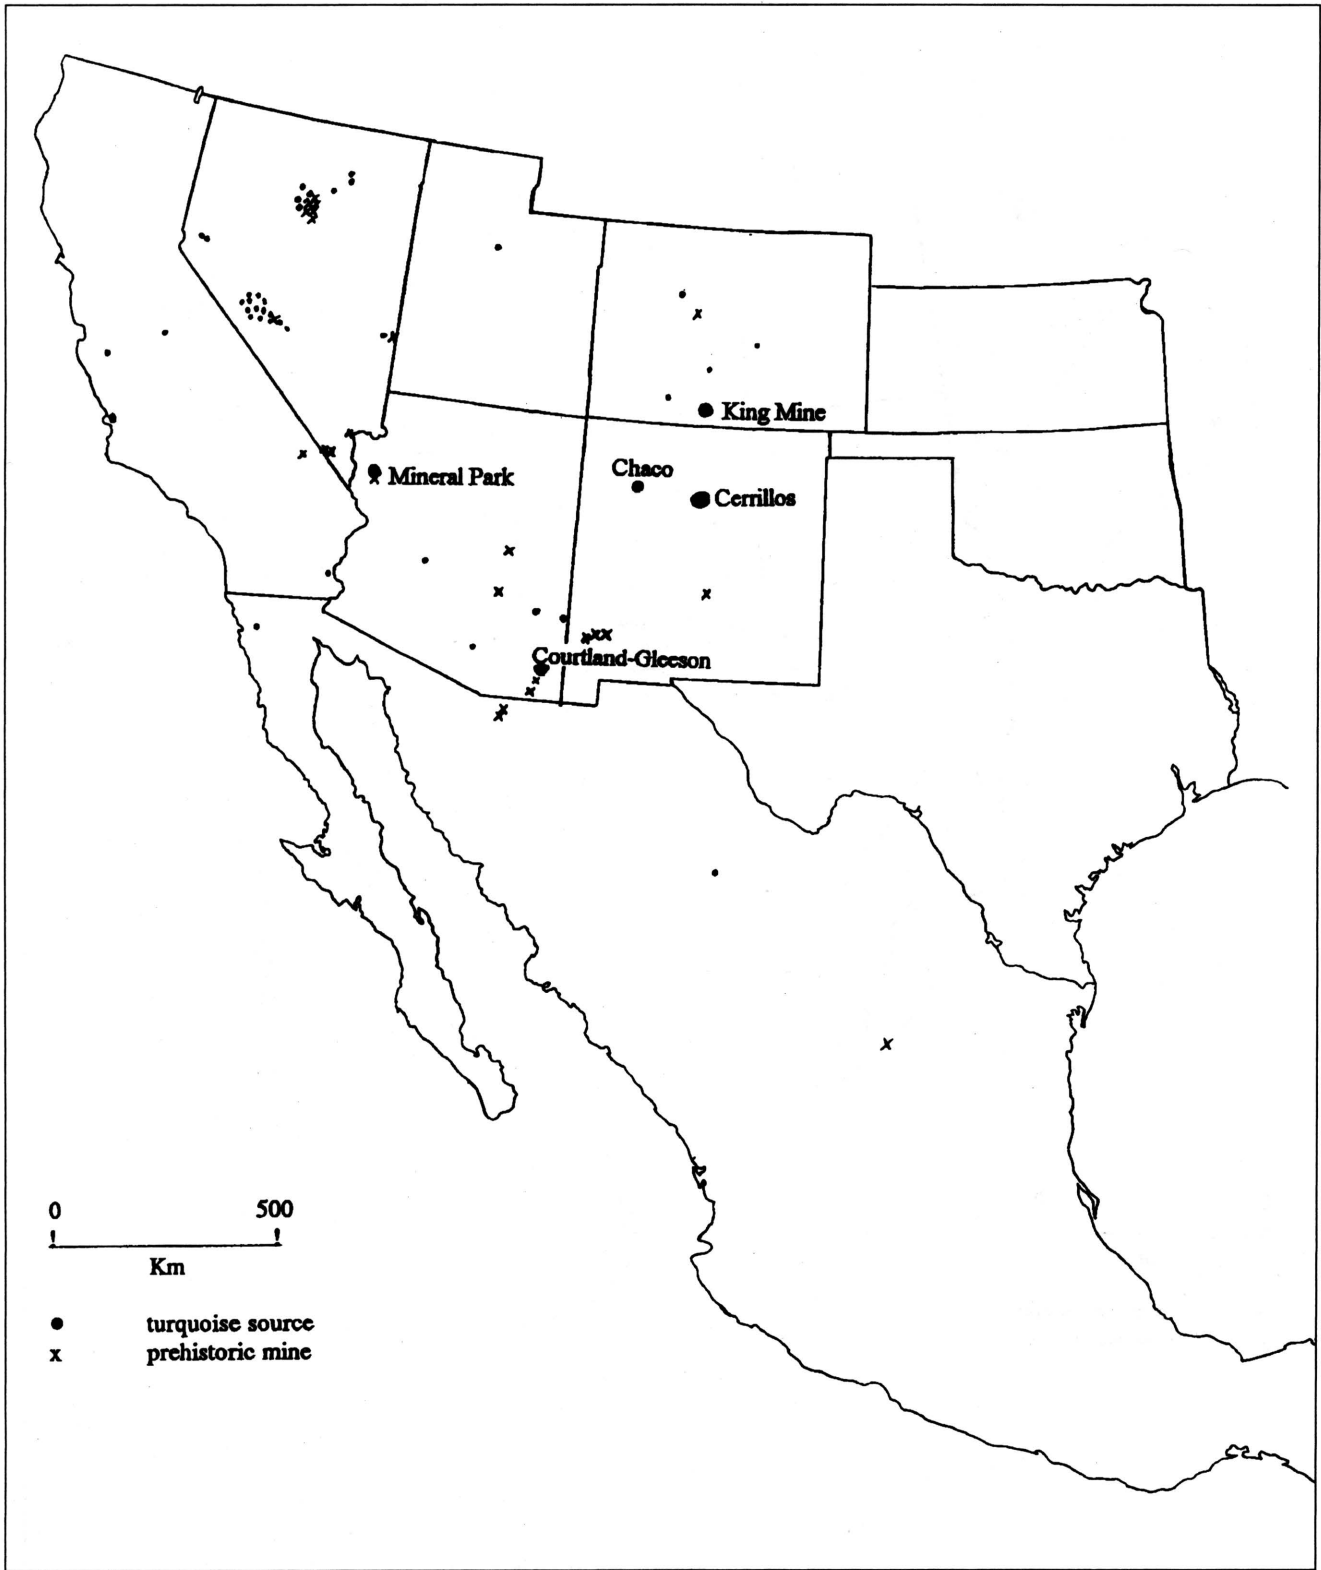 King Mine
Chaco
Mineral Park
Cerrillos
Courtland-Gleeson
0 500
Km
● turquoise source
x prehistoric mine